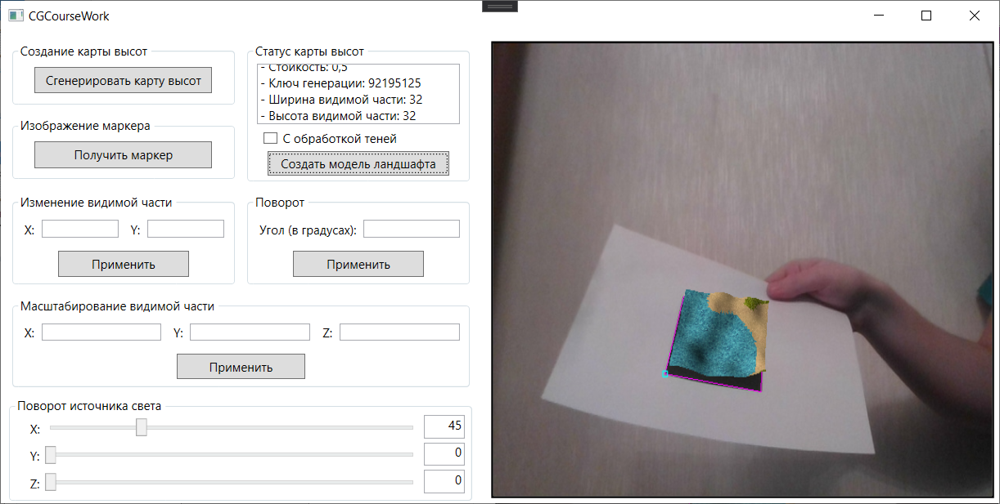 CGCourseWork
Создание карты высот
Сгенерировать карту высот
Статус карты высот
- Стойкость: 0,5
- Ключ генерации: 92195125
- Ширина видимой части: 32
- Высота видимой части: 32
С обработкой теней
Создать модель ландшафта
Изображение маркера
Получить маркер
Изменение видимой части
X: Y:
Применить
Поворот
Угол (в градусах):
Применить
Масштабирование видимой части
X: Y: Z:
Применить
Поворот источника света
X: 45
Y: 0
Z: 0